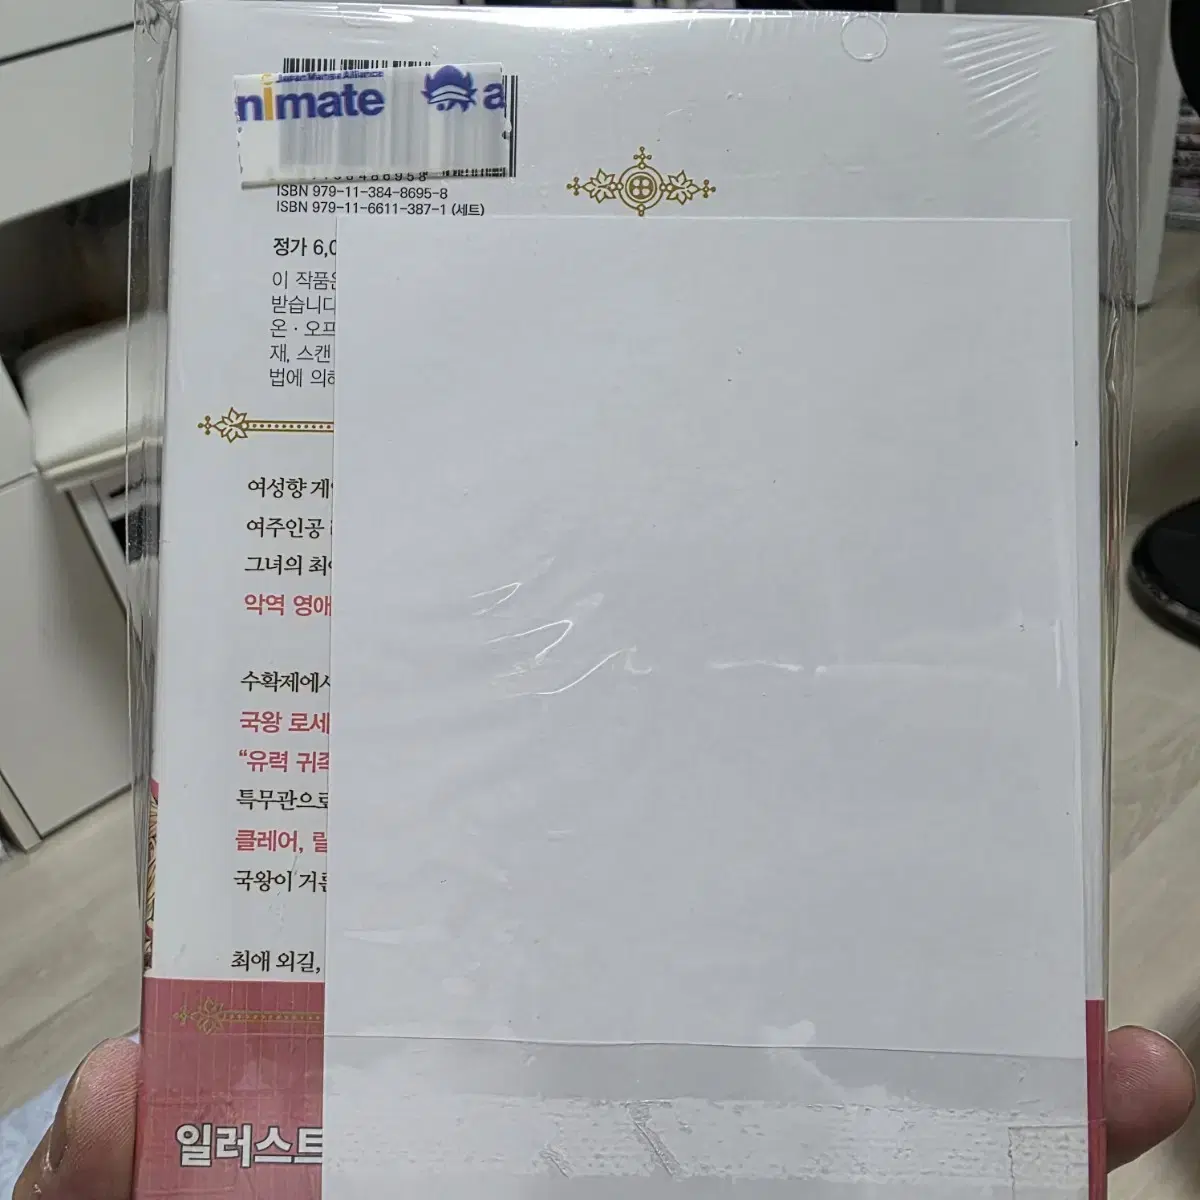 Japan Manga Alliance
nimate a
ISBN 979-11-384-8695-8
ISBN 979-11-6611-387-1 (세트)
정가 6,0
이 작품은
받습니다
온·오프
재, 스캔
법에 의해
여성향 게
여주인공
그녀의 최
악역 영애
수확제에서
국왕 로세
“유력 귀족
특무관으로
클레어, 릴
국왕이 거
최애 외길,
일러스트